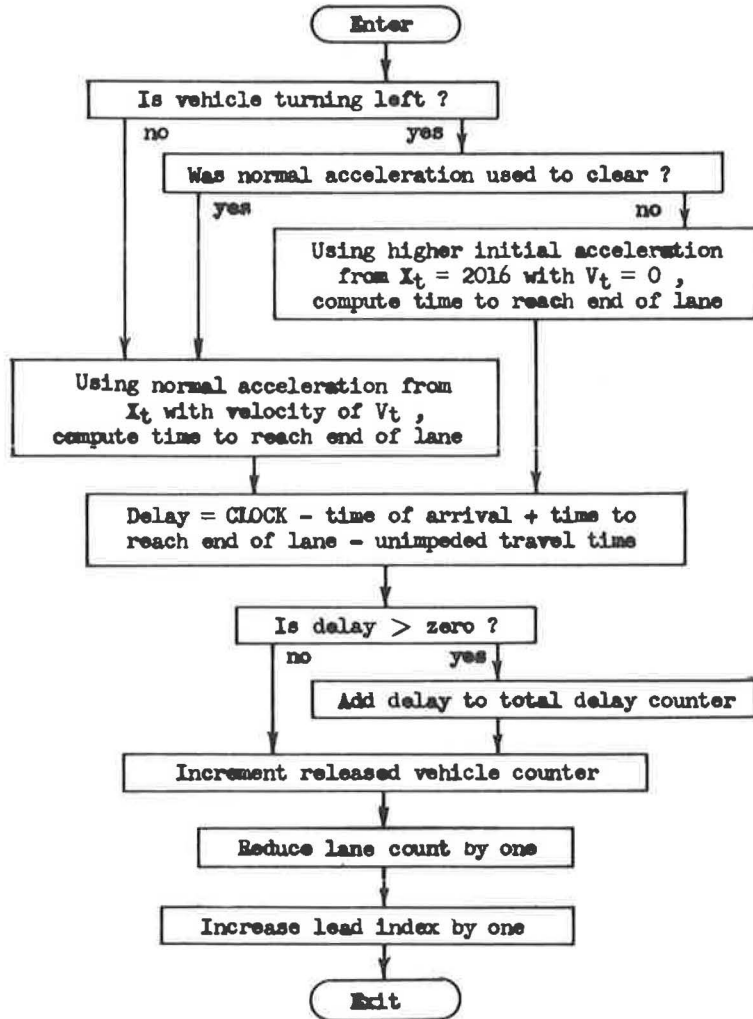 Enter
Is vehicle turning left ?
no
yes
Was normal acceleration used to clear ?
yes
no
Using higher initial acceleration
from Xt = 2016 with Vt = 0 ,
compute time to reach end of lane
Using normal acceleration from
Xt with velocity of Vt ,
compute time to reach end of lane
Delay = CLOCK - time of arrival + time to
reach end of lane - unimpeded travel time
Is delay > zero ?
no
yes
Add delay to total delay counter
Increment released vehicle counter
Reduce lane count by one
Increase lead index by one
Exit